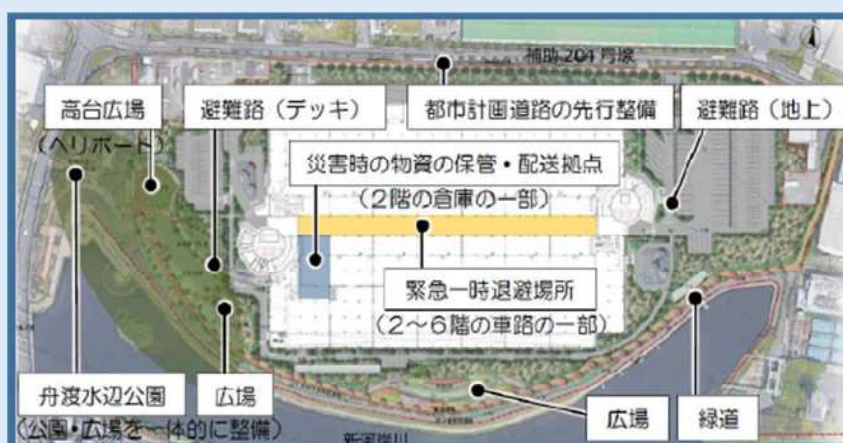 補助204号線
高台広場
(ヘリポート)
避難路(デッキ)
都市計画道路の先行整備
避難路(地上)
災害時の物資の保管・配送拠点
(2階の倉庫の一部)
緊急一時退避場所
(2〜6階の車路の一部)
舟渡水辺公園
(公園・広場を一体的に整備)
広場
広場
緑道
新河岸川